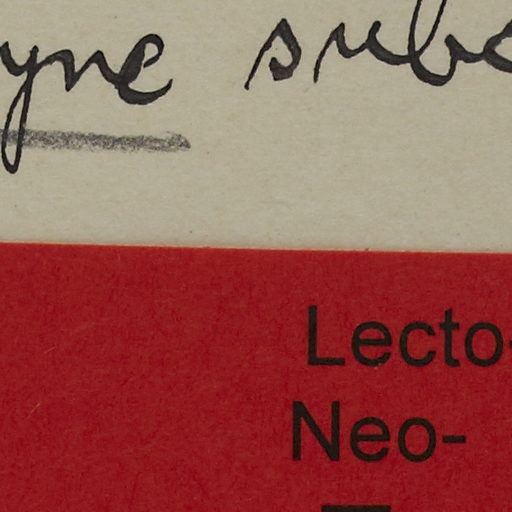 yne subc
Lecto-
Neo-